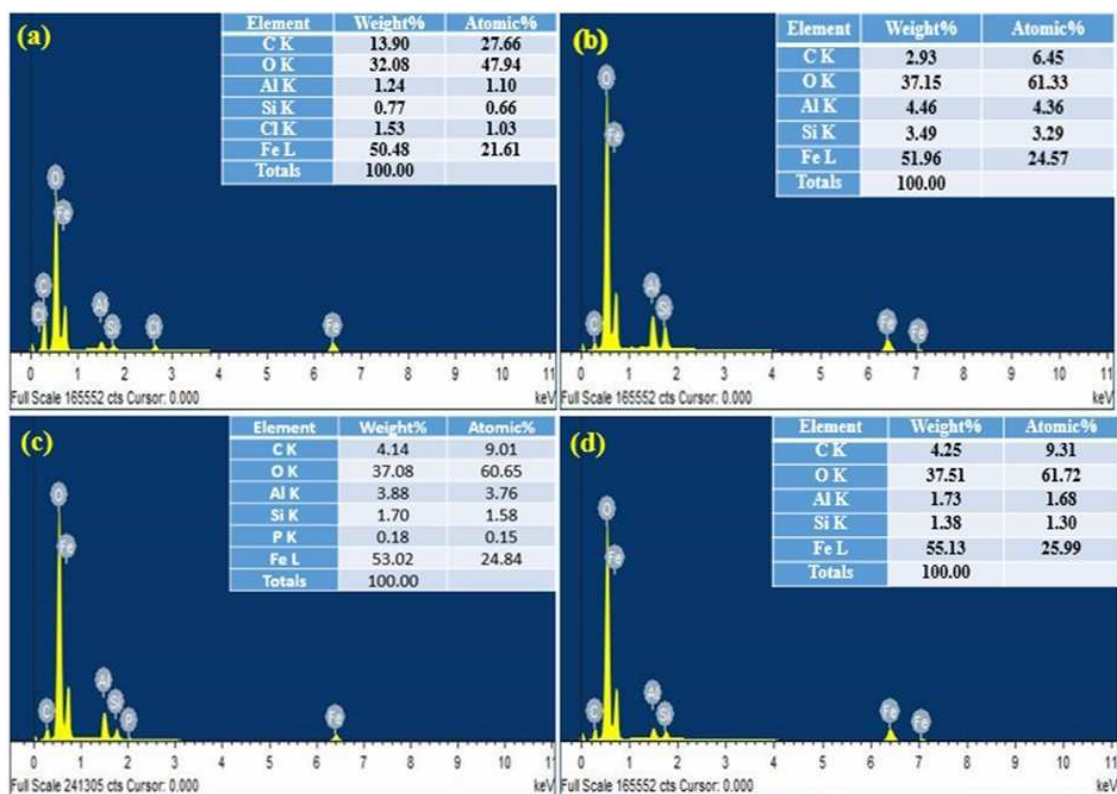 (a)
Element Weight% Atomic%
C K 13.90 27.66
O K 32.08 47.94
Al K 1.24 1.10
Si K 0.77 0.66
Cl K 1.53 1.03
Fe L 50.48 21.61
Totals 100.00
O
Fe
C
Cl
Al
Si
Cl
Fe
0 1 2 3 4 5 6 7 8 9 10 11
Full Scale 165552 cts Cursor: 0.000 keV
(b)
Element Weight% Atomic%
C K 2.93 6.45
O K 37.15 61.33
Al K 4.46 4.36
Si K 3.49 3.29
Fe L 51.96 24.57
Totals 100.00
O
Fe
Al
Si
C
Fe
Fe
0 1 2 3 4 5 6 7 8 9 10 11
Full Scale 165552 cts Cursor: 0.000 keV
(c)
Element Weight% Atomic%
C K 4.14 9.01
O K 37.08 60.65
Al K 3.88 3.76
Si K 1.70 1.58
P K 0.18 0.15
Fe L 53.02 24.84
Totals 100.00
O
Fe
Al
Si
C
P
Fe
0 1 2 3 4 5 6 7 8 9 10 11
Full Scale 241305 cts Cursor: 0.000 keV
(d)
Element Weight% Atomic%
C K 4.25 9.31
O K 37.51 61.72
Al K 1.73 1.68
Si K 1.38 1.30
Fe L 55.13 25.99
Totals 100.00
O
Fe
Al
C
Si
Fe
Fe
0 1 2 3 4 5 6 7 8 9 10 11
Full Scale 165552 cts Cursor: 0.000 keV